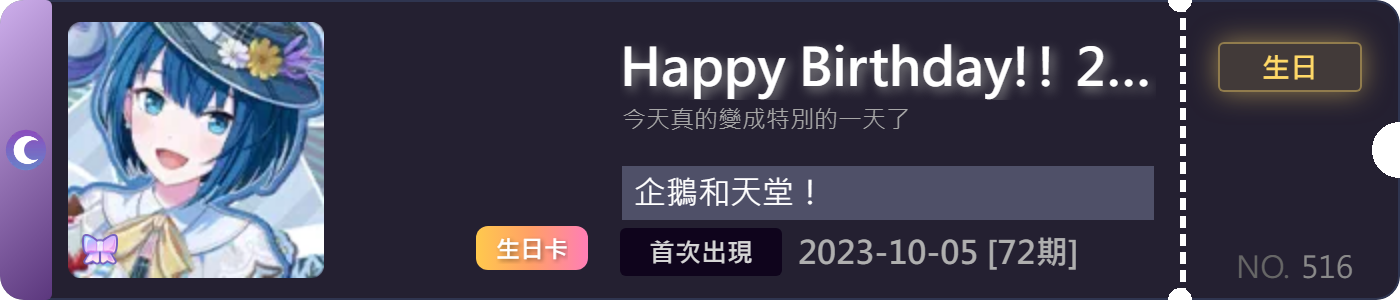 Happy Birthday!! 2...
今天真的變成特別的一天了
企鵝和天堂！
生日卡
首次出現
2023-10-05 [72期]
生日
NO. 516